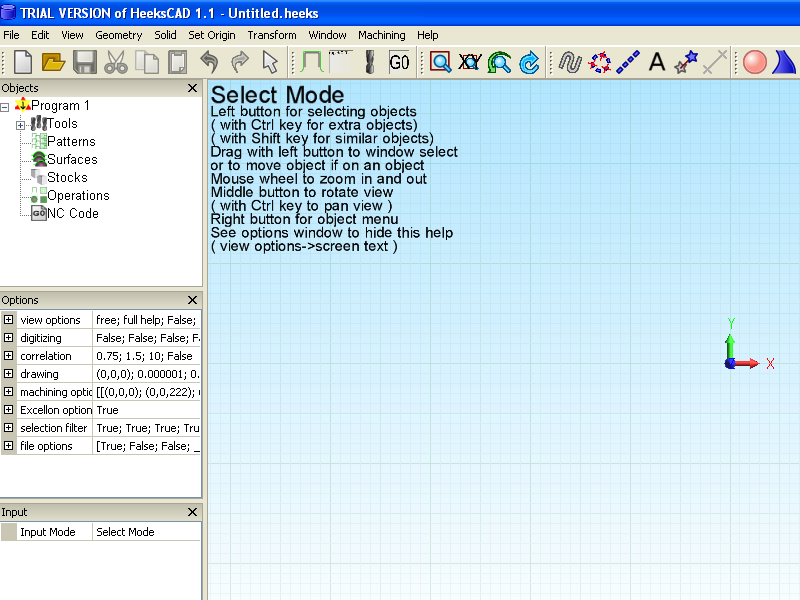 TRIAL VERSION of HeeksCAD 1.1 - Untitled.heeks
File Edit View Geometry Solid Set Origin Transform Window Machining Help
G0
A
Objects
Program 1
Tools
Patterns
Surfaces
Stocks
Operations
G0 NC Code
Select Mode
Left button for selecting objects
( with Ctrl key for extra objects)
( with Shift key for similar objects)
Drag with left button to window select
or to move object if on an object
Mouse wheel to zoom in and out
Middle button to rotate view
( with Ctrl key to pan view )
Right button for object menu
See options window to hide this help
( view options->screen text )
Y
X
Options
view options free; full help; False;
digitizing False; False; False; F
correlation 0.75; 1.5; 10; False
drawing (0,0,0); 0.000001; 0.
machining optic [[(0,0,0); (0,0,222);
Excellon option True
selection filter True; True; True; Tru
file options [True; False; False; _
Input
Input Mode Select Mode